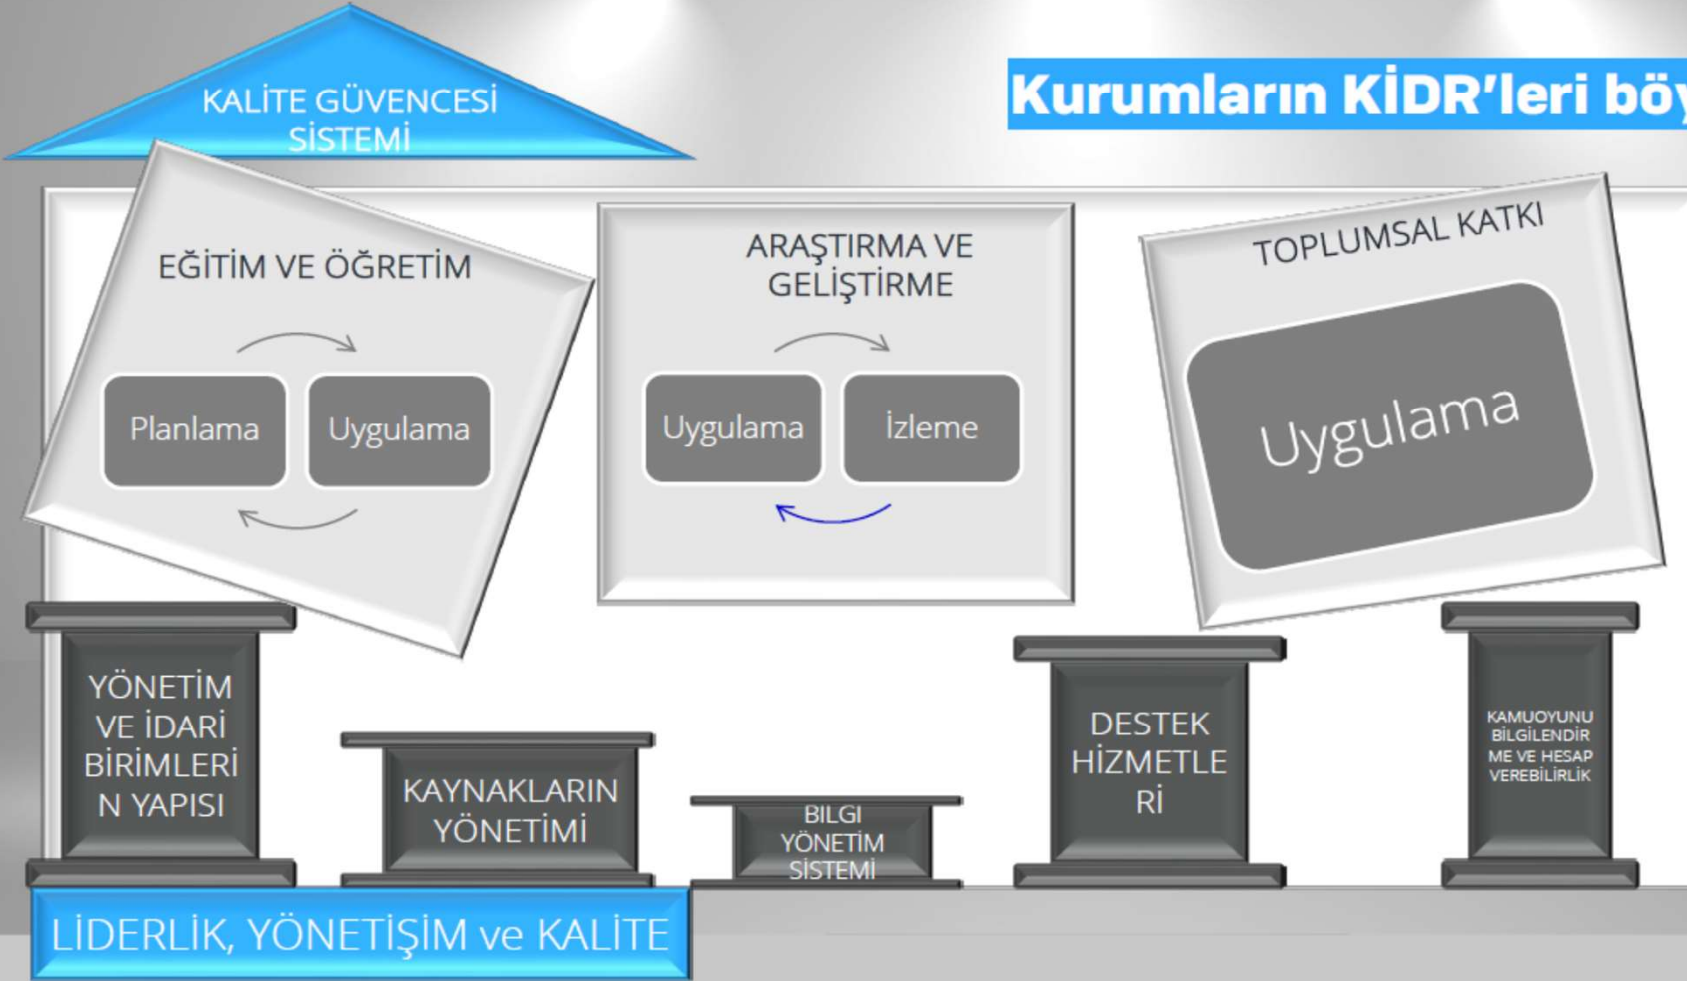 KALİTE GÜVENCESİ
SİSTEMİ
Kurumların KİDR’leri
EĞİTİM VE ÖĞRETİM
Planlama
Uygulama
ARAŞTIRMA VE
GELİŞTİRME
Uygulama
İzleme
TOPLUMSAL KATKI
Uygulama
YÖNETİM
VE İDARİ
BİRİMLERİ
N YAPISI
KAYNAKLARIN
YÖNETİMİ
BILGI
YÖNETİM
SİSTEMİ
DESTEK
HİZMETLE
Rİ
KAMUOYUNU
BİLGİLENDİR
ME VE HESAP
VEREBİLİRLİK
LİDERLİK, YÖNETİŞİM ve KALİTE